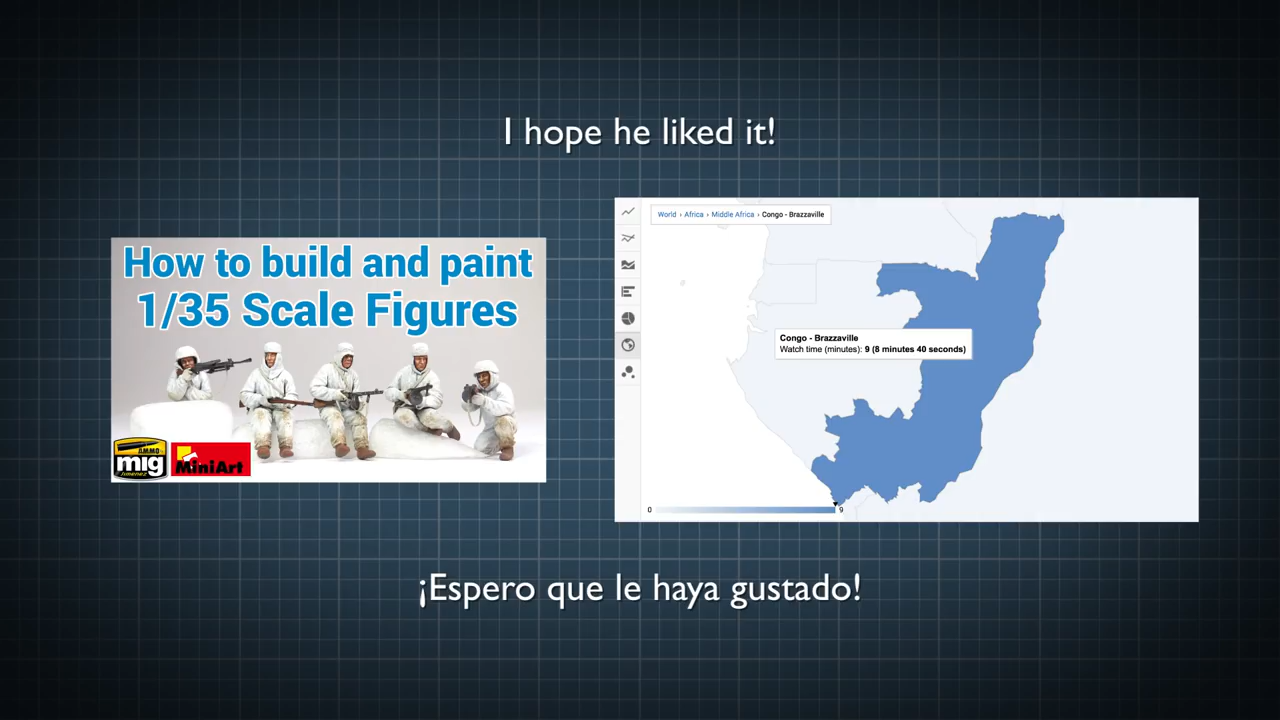 I hope he liked it!
How to build and paint
1/35 Scale Figures
AMMO
mig
JIMENEZ
MiniArt
World › Africa › Middle Africa › Congo - Brazzaville
Congo - Brazzaville
Watch time (minutes): 9 (8 minutes 40 seconds)
0 9
¡Espero que le haya gustado!